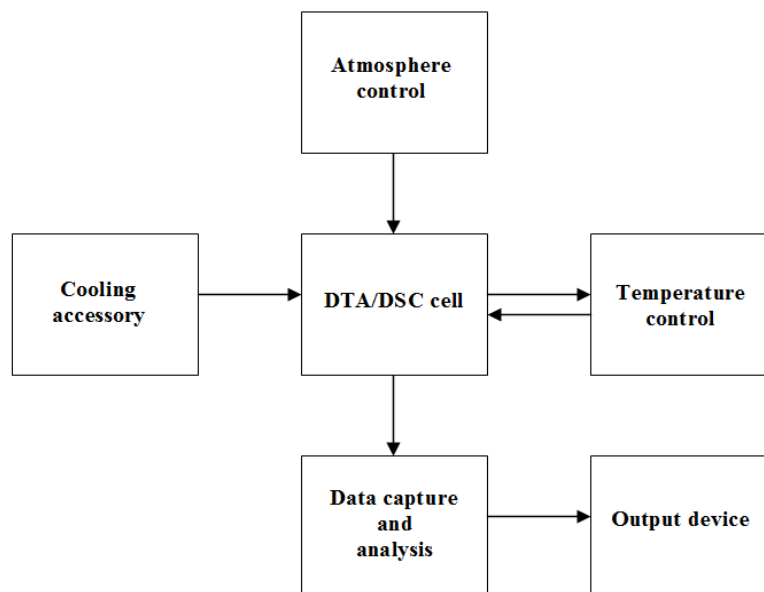 Atmosphere
control
Cooling
accessory
DTA/DSC cell
Temperature
control
Data capture
and
analysis
Output device